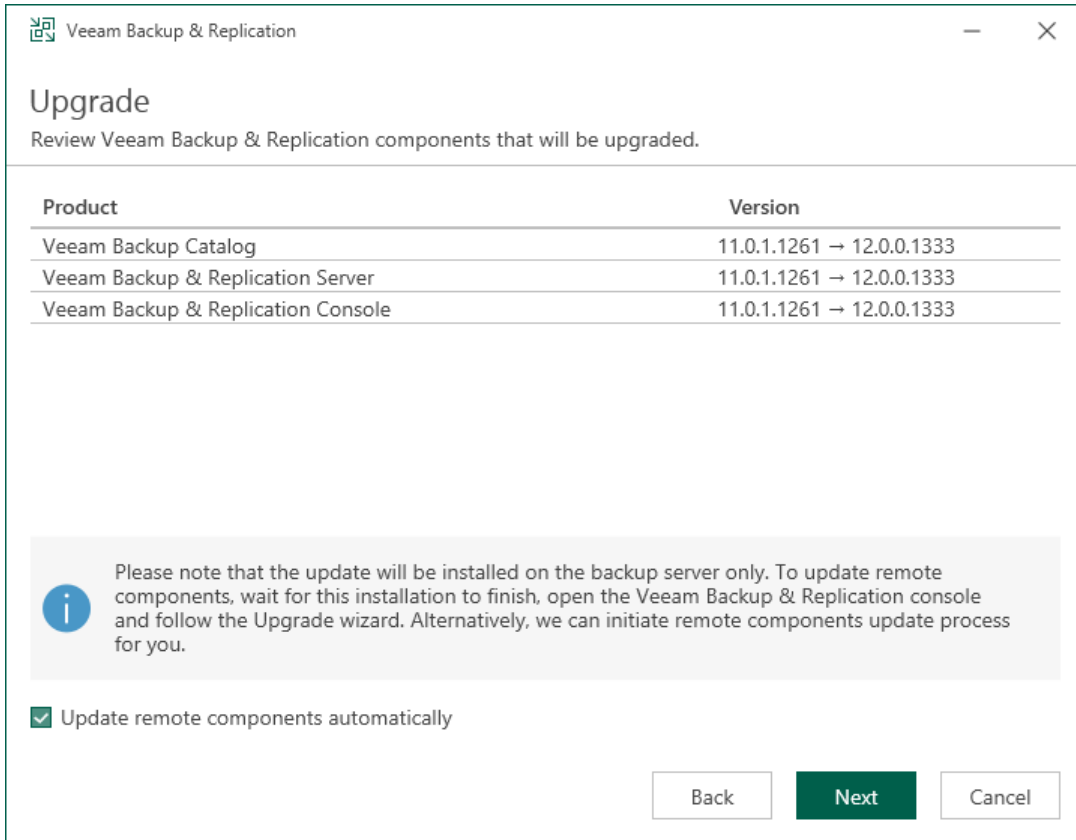 Veeam Backup & Replication
Upgrade
Review Veeam Backup & Replication components that will be upgraded.
Product Version
Veeam Backup Catalog 11.0.1.1261 → 12.0.0.1333
Veeam Backup & Replication Server 11.0.1.1261 → 12.0.0.1333
Veeam Backup & Replication Console 11.0.1.1261 → 12.0.0.1333
Please note that the update will be installed on the backup server only. To update remote
components, wait for this installation to finish, open the Veeam Backup & Replication console
and follow the Upgrade wizard. Alternatively, we can initiate remote components update process
for you.
Update remote components automatically
Back Next Cancel